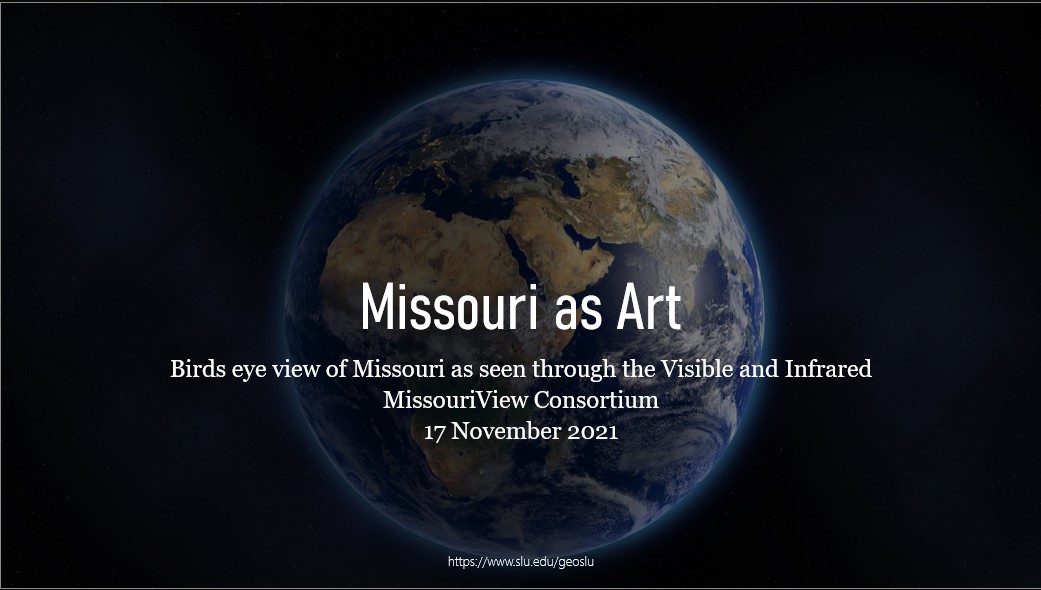 Missouri as Art
Birds eye view of Missouri as seen through the Visible and Infrared
MissouriView Consortium
17 November 2021
https://www.slu.edu/geoslu